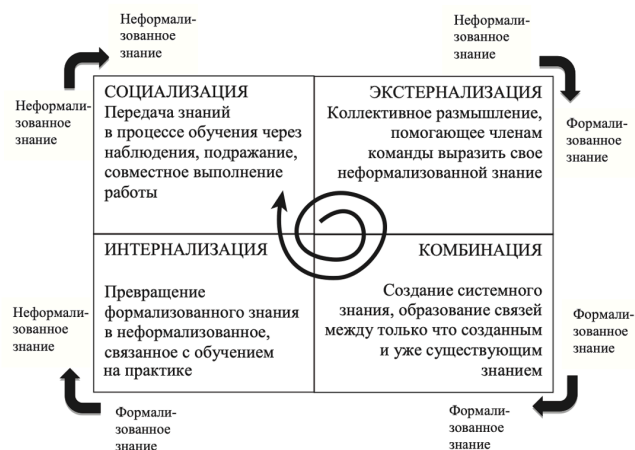 Неформали-
зованное
знание
Неформали-
зованное
знание
Неформали-
зованное
знание
Формали-
зованное
знание
СОЦИАЛИЗАЦИЯ
Передача знаний
в процессе обучения через
наблюдения, подражание,
совместное выполнение
работы
ЭКСТЕРНАЛИЗАЦИЯ
Коллективное размышление,
помогающее членам
команды выразить свое
неформализованной знание
ИНТЕРНАЛИЗАЦИЯ
Превращение
формализованного знания
в неформализованное,
связанное с обучением
на практике
КОМБИНАЦИЯ
Создание системного
знания, образование связей
между только что созданным
и уже существующим
знанием
Неформали-
зованное
знание
Формали-
зованное
знание
Формали-
зованное
знание
Формали-
зованное
знание